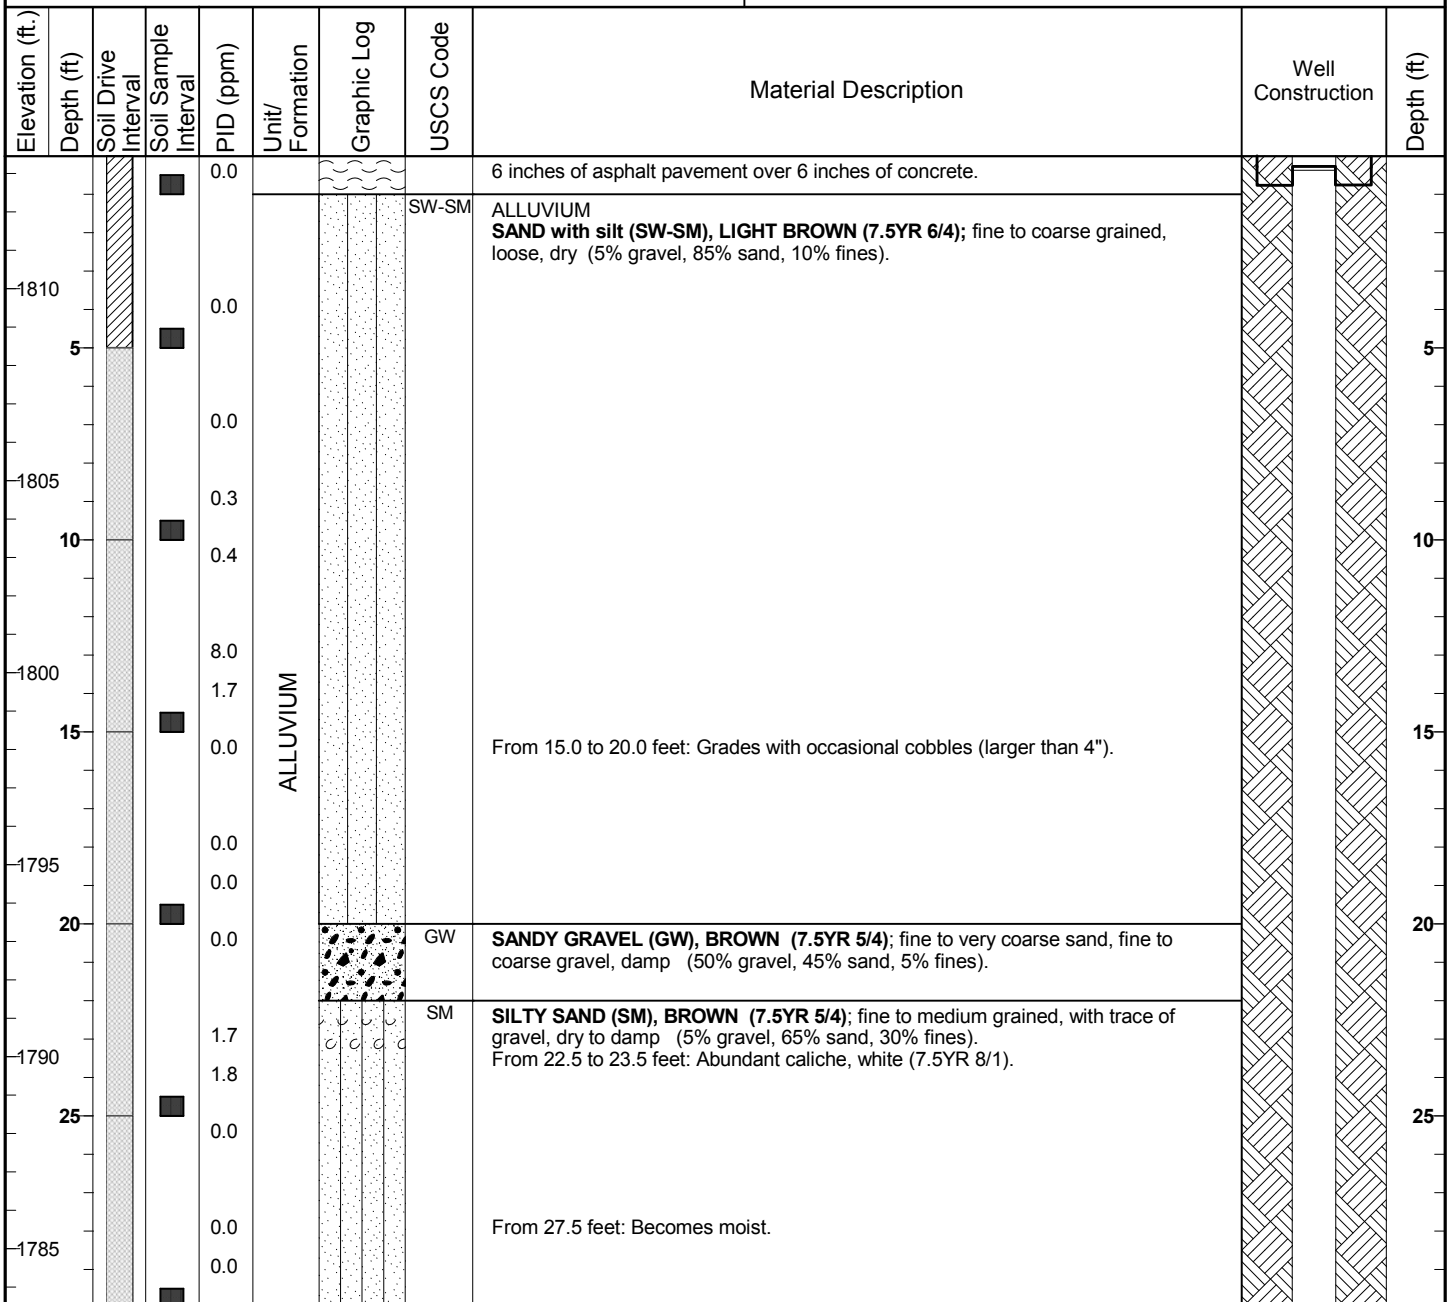 Elevation (ft.)
Depth (ft)
Soil Drive
Interval
Soil Sample
Interval
PID (ppm)
Unit/
Formation
Graphic Log
USCS Code
Material Description
Well
Construction
Depth (ft)
0.0
6 inches of asphalt pavement over 6 inches of concrete.
SW-SM
ALLUVIUM
SAND with silt (SW-SM), LIGHT BROWN (7.5YR 6/4); fine to coarse grained,
loose, dry (5% gravel, 85% sand, 10% fines).
1810
0.0
5
5
0.0
1805
0.3
10
10
0.4
8.0
1800
1.7
ALLUVIUM
15
15
0.0
From 15.0 to 20.0 feet: Grades with occasional cobbles (larger than 4").
0.0
1795
0.0
20
20
0.0
GW
SANDY GRAVEL (GW), BROWN (7.5YR 5/4); fine to very coarse sand, fine to
coarse gravel, damp (50% gravel, 45% sand, 5% fines).
SM
SILTY SAND (SM), BROWN (7.5YR 5/4); fine to medium grained, with trace of
gravel, dry to damp (5% gravel, 65% sand, 30% fines).
From 22.5 to 23.5 feet: Abundant caliche, white (7.5YR 8/1).
1.7
1790
1.8
25
25
0.0
0.0
From 27.5 feet: Becomes moist.
1785
0.0